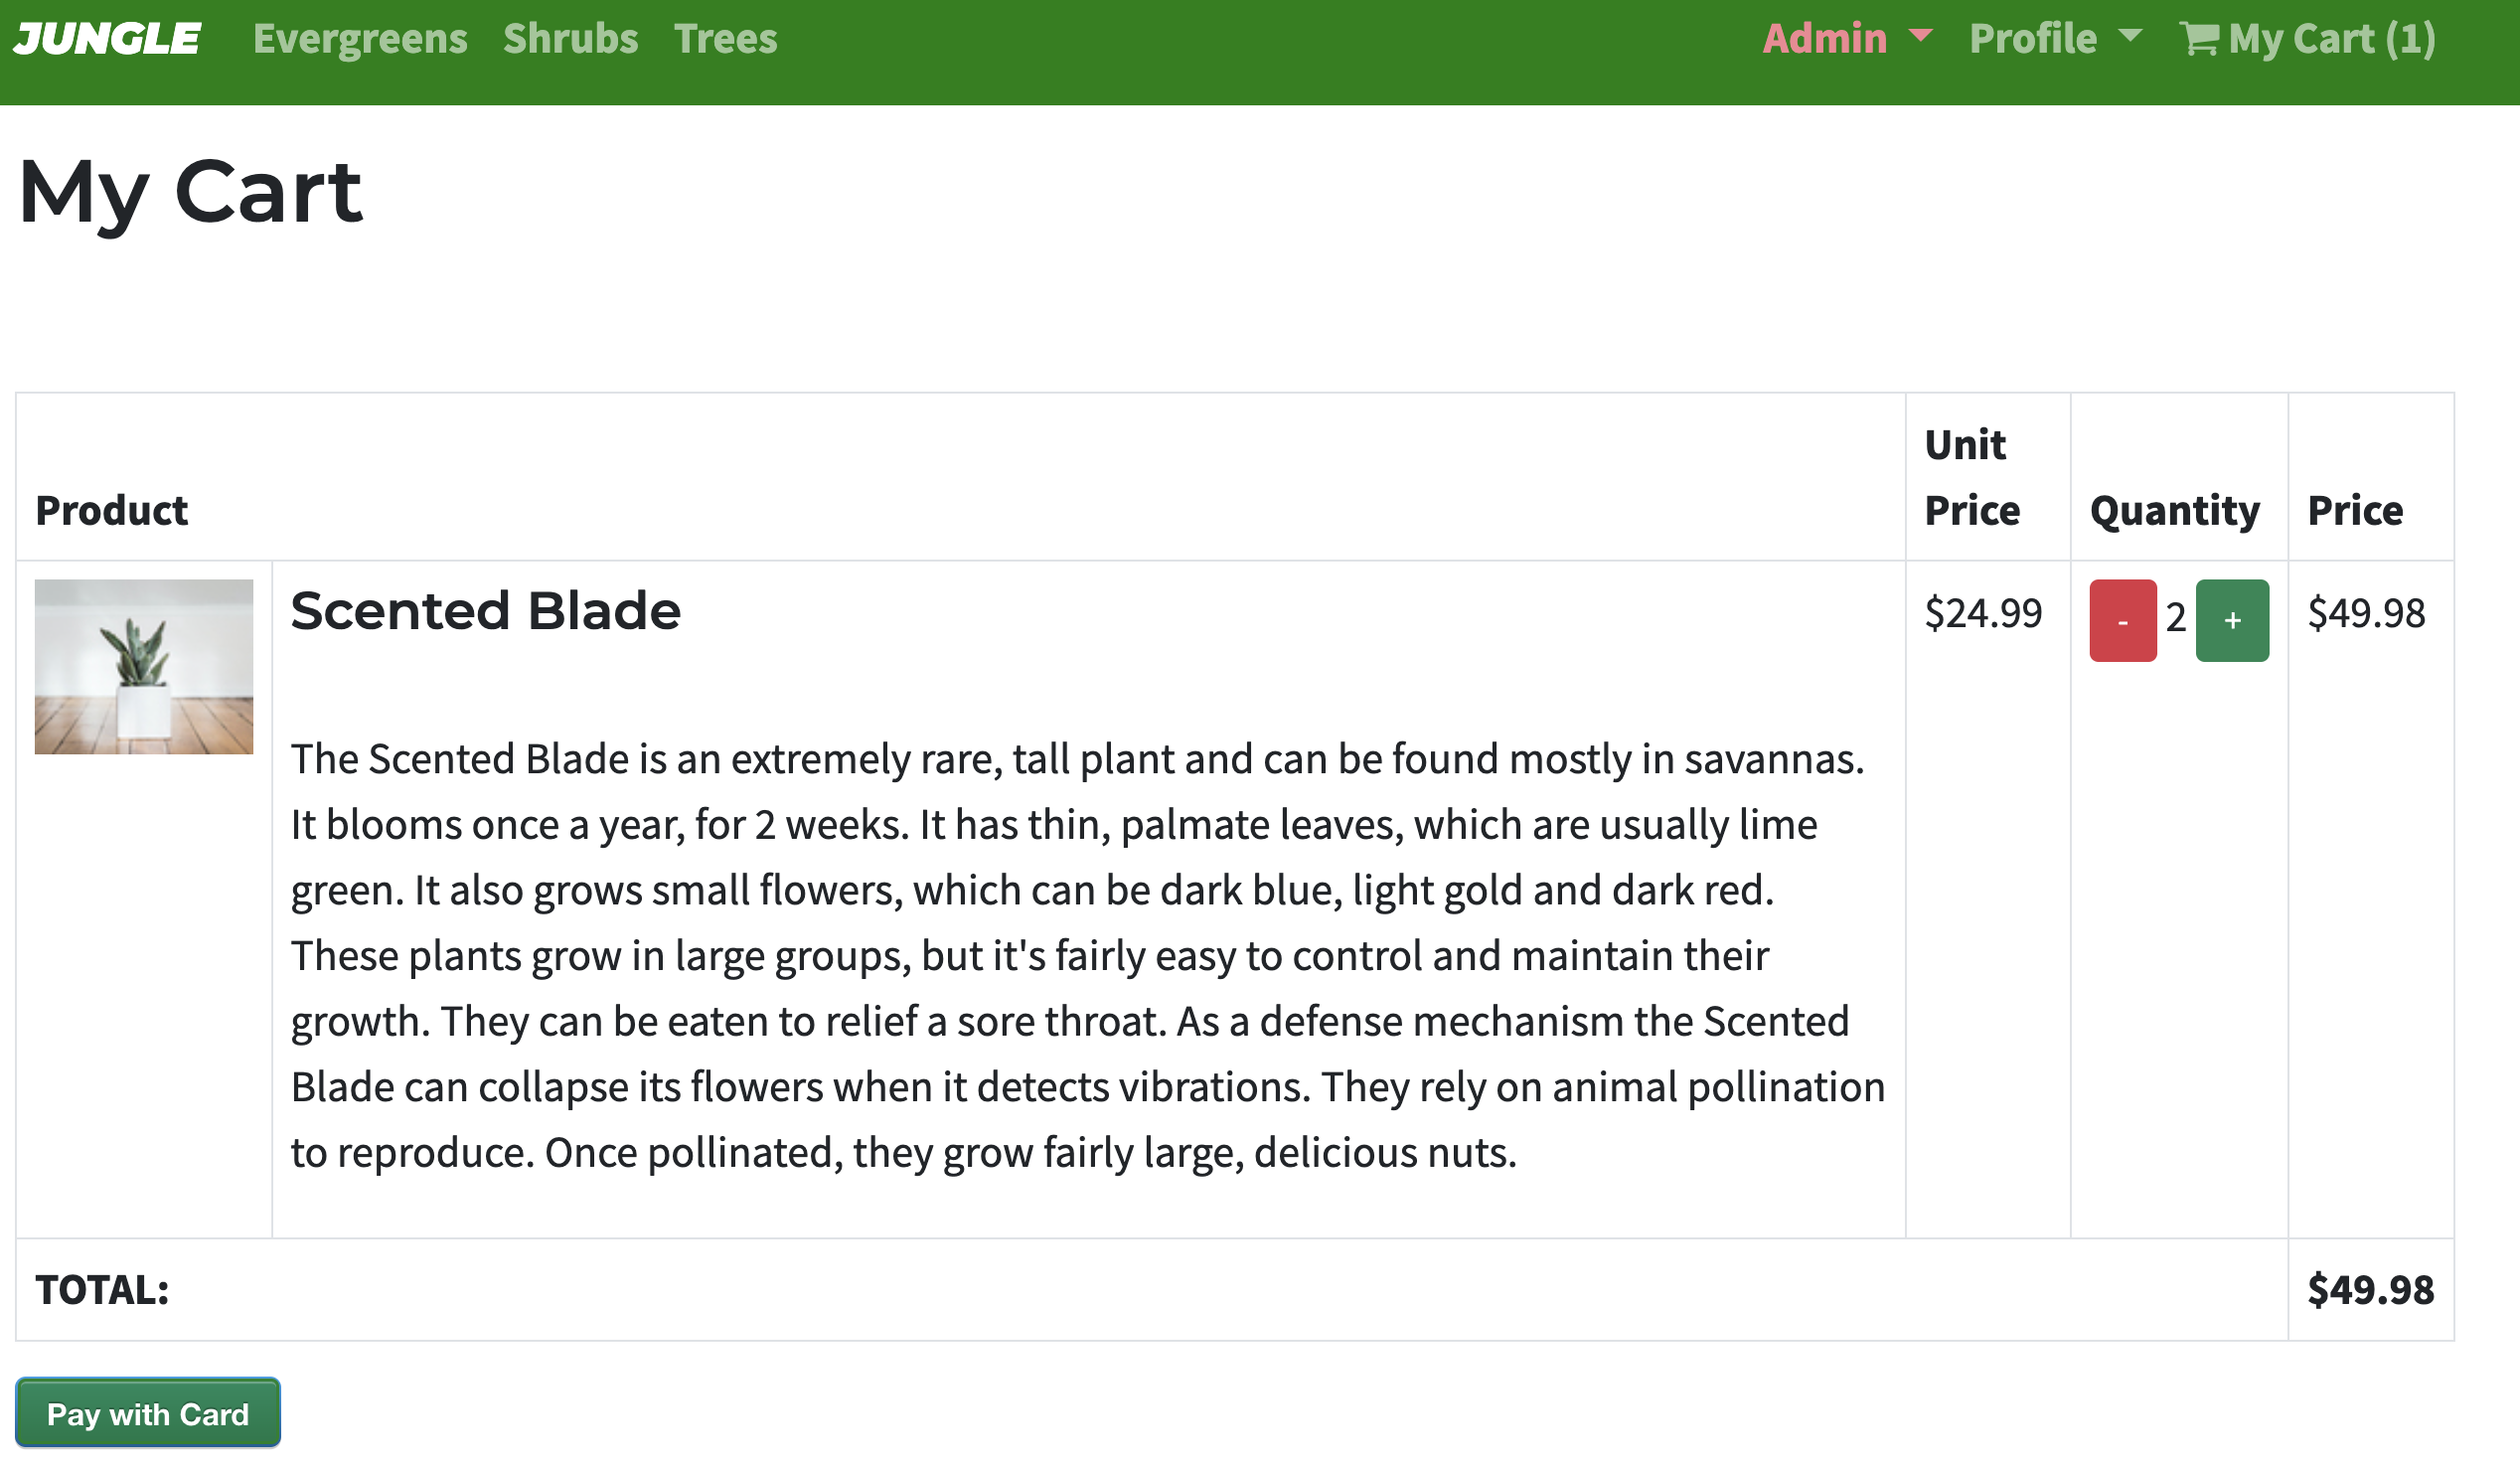 JUNGLE Evergreens Shrubs Trees Admin Profile My Cart (1)
My Cart
Product Unit Price Quantity Price
Scented Blade $24.99 - 2 + $49.98
The Scented Blade is an extremely rare, tall plant and can be found mostly in savannas.
It blooms once a year, for 2 weeks. It has thin, palmate leaves, which are usually lime
green. It also grows small flowers, which can be dark blue, light gold and dark red.
These plants grow in large groups, but it's fairly easy to control and maintain their
growth. They can be eaten to relief a sore throat. As a defense mechanism the Scented
Blade can collapse its flowers when it detects vibrations. They rely on animal pollination
to reproduce. Once pollinated, they grow fairly large, delicious nuts.
TOTAL: $49.98
Pay with Card